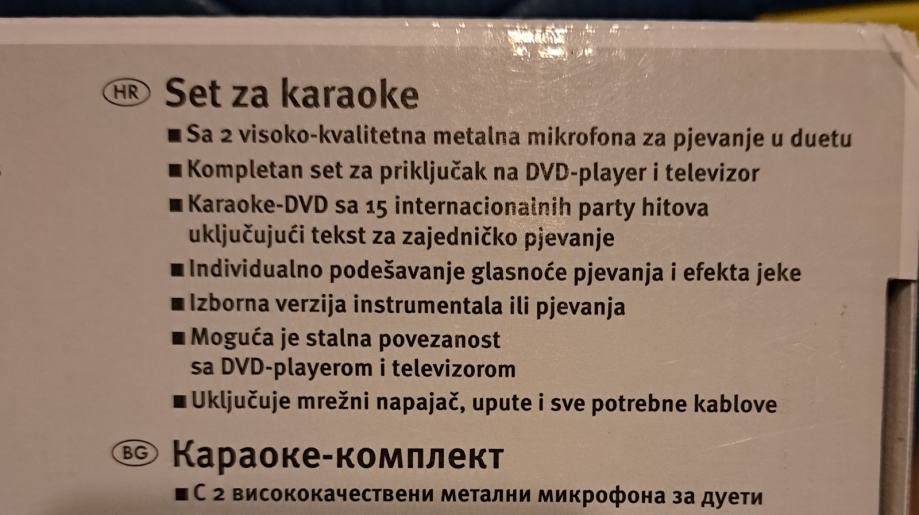 HR Set za karaoke
■ Sa 2 visoko-kvalitetna metalna mikrofona za pjevanje u duetu
■ Kompletan set za priključak na DVD-player i televizor
■ Karaoke-DVD sa 15 internacionalnih party hitova
uključujući tekst za zajedničko pjevanje
■ Individualno podešavanje glasnoće pjevanja i efekta jeke
■ Izborna verzija instrumentala ili pjevanja
■ Moguća je stalna povezanost
sa DVD-playerom i televizorom
■ Uključuje mrežni napajač, upute i sve potrebne kablove
BG Караоке-комплект
■ С 2 висококачествени метални микрофона за дуети